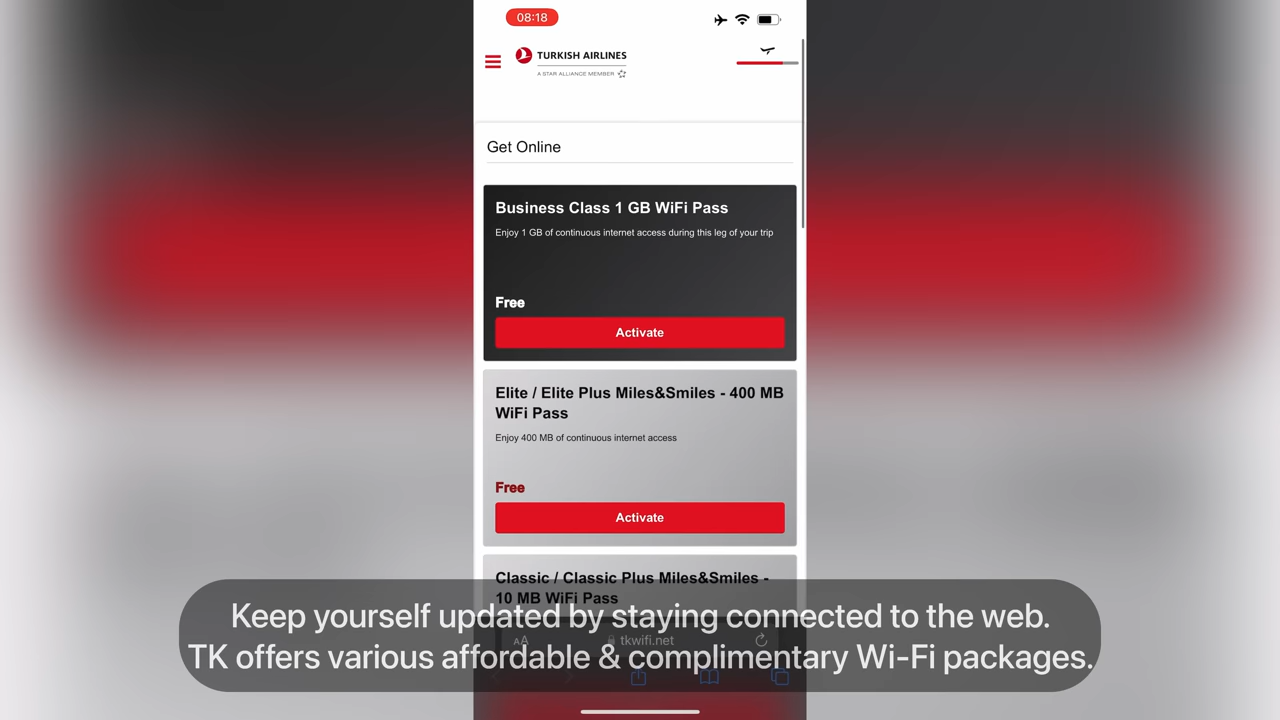 08:18
TURKISH AIRLINES
A STAR ALLIANCE MEMBER
Get Online
Business Class 1 GB WiFi Pass
Enjoy 1 GB of continuous internet access during this leg of your trip
Free
Activate
Elite / Elite Plus Miles&Smiles - 400 MB
WiFi Pass
Enjoy 400 MB of continuous internet access
Free
Activate
Classic / Classic Plus Miles&Smiles -
10 MB WiFi Pass
Keep yourself updated by staying connected to the web.
AA tkwifi.net
TK offers various affordable & complimentary Wi-Fi packages.